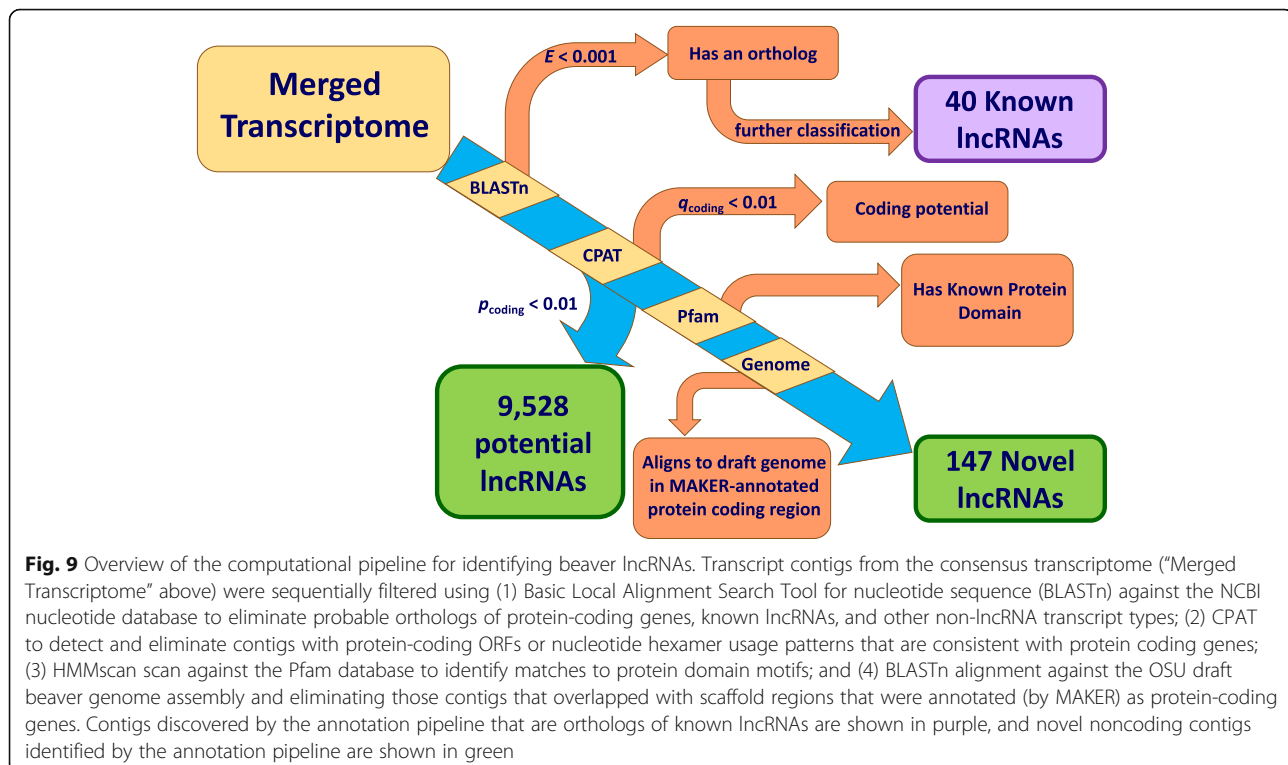 Merged
Transcriptome
E < 0.001
Has an ortholog
further classification
40 Known
lncRNAs
BLASTn
qcoding < 0.01
Coding potential
CPAT
pcoding < 0.01
Has Known Protein
Domain
Pfam
Genome
9,528
potential
lncRNAs
Aligns to draft genome
in MAKER-annotated
protein coding region
147 Novel
lncRNAs
Fig. 9 Overview of the computational pipeline for identifying beaver lncRNAs. Transcript contigs from the consensus transcriptome (“Merged
Transcriptome” above) were sequentially filtered using (1) Basic Local Alignment Search Tool for nucleotide sequence (BLASTn) against the NCBI
nucleotide database to eliminate probable orthologs of protein-coding genes, known lncRNAs, and other non-lncRNA transcript types; (2) CPAT
to detect and eliminate contigs with protein-coding ORFs or nucleotide hexamer usage patterns that are consistent with protein coding genes;
(3) HMMscan scan against the Pfam database to identify matches to protein domain motifs; and (4) BLASTn alignment against the OSU draft
beaver genome assembly and eliminating those contigs that overlapped with scaffold regions that were annotated (by MAKER) as protein-coding
genes. Contigs discovered by the annotation pipeline that are orthologs of known lncRNAs are shown in purple, and novel noncoding contigs
identified by the annotation pipeline are shown in green